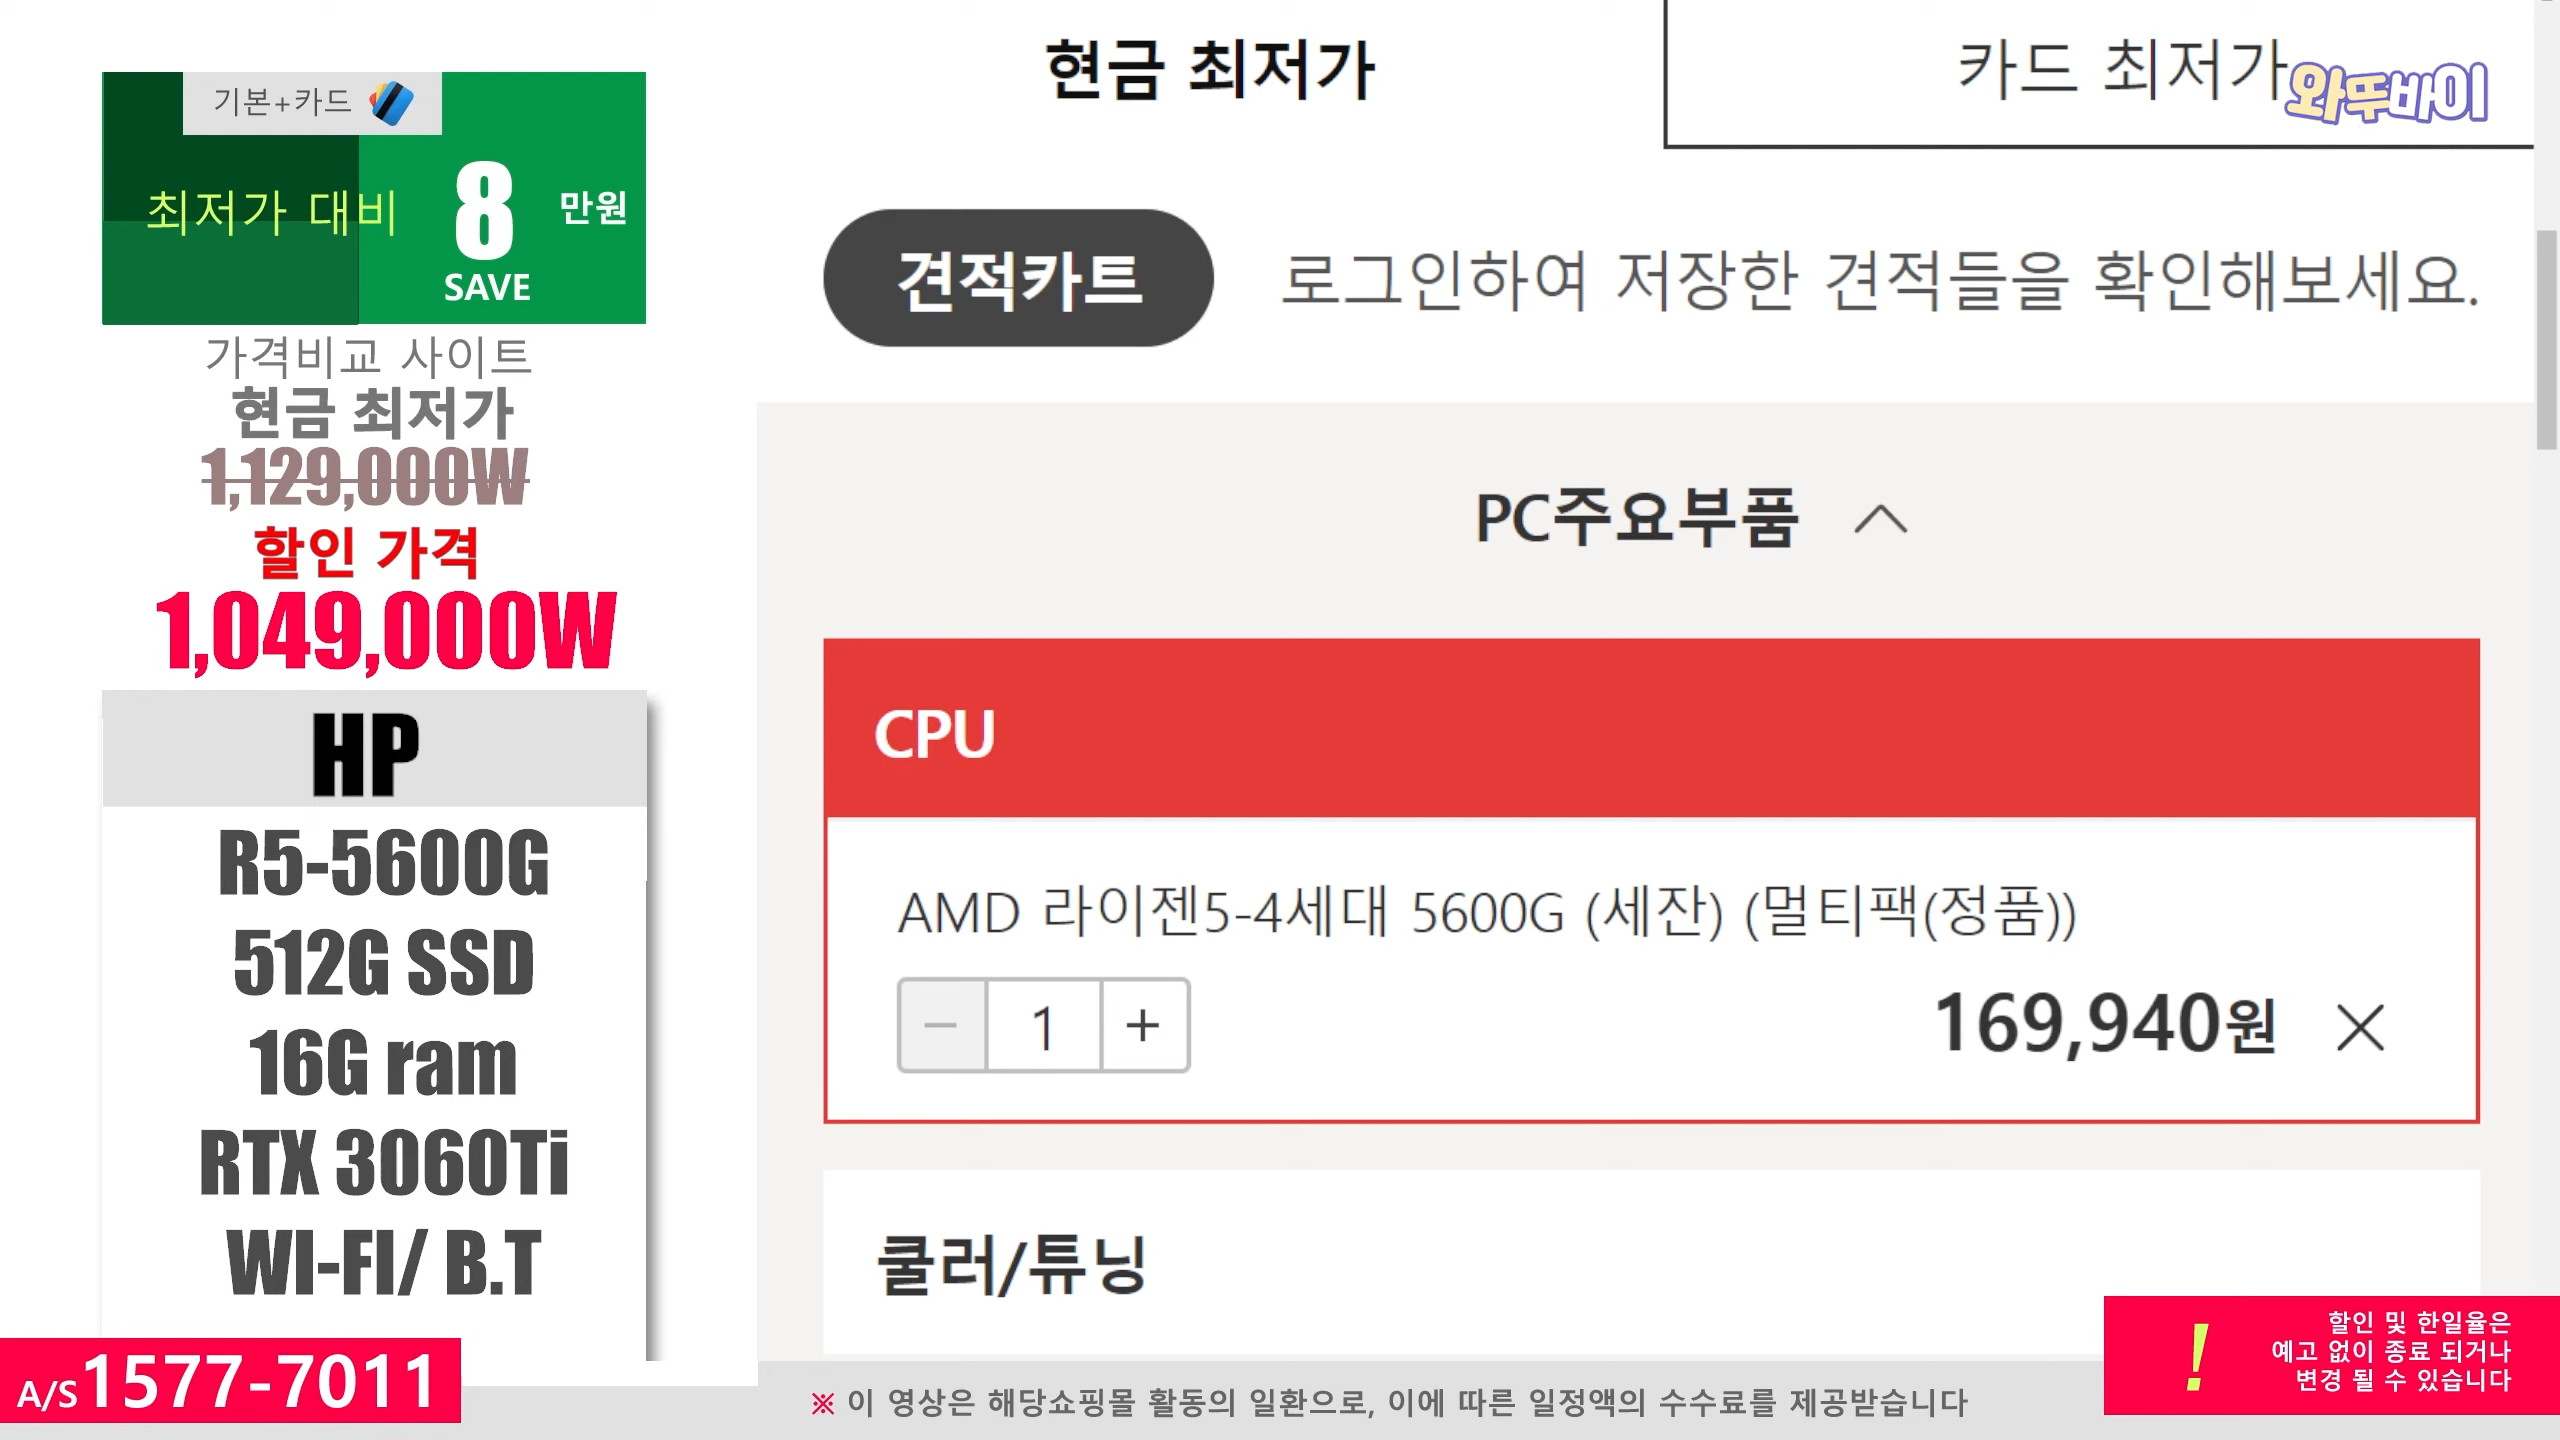 기본+카드
최저가 대비 8 만원
SAVE
가격비교 사이트
현금 최저가
1,129,000W
할인 가격
1,049,000W
HP
R5-5600G
512G SSD
16G ram
RTX 3060Ti
WI-FI/ B.T
A/S 1577-7011
현금 최저가
카드 최저가
와뚜바이
견적카트
로그인하여 저장한 견적들을 확인해보세요.
PC주요부품
CPU
AMD 라이젠5-4세대 5600G (세잔) (멀티팩(정품))
1
169,940원
쿨러/튜닝
※ 이 영상은 해당쇼핑몰 활동의 일환으로, 이에 따른 일정액의 수수료를 제공받습니다
!
할인 및 한일율은
예고 없이 종료 되거나
변경 될 수 있습니다